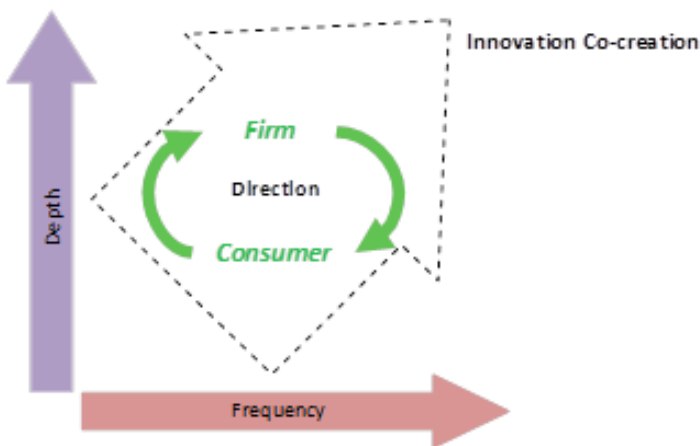 Innovation Co-creation
Firm
Direction
Depth
Consumer
Frequency